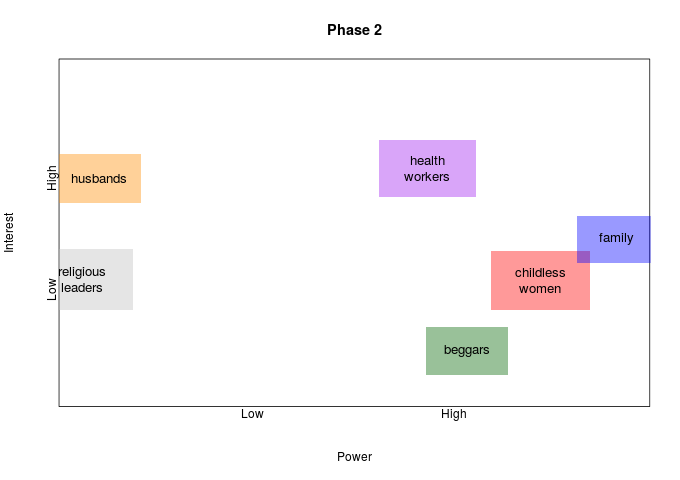 Phase 2
Interest
High
Low
husbands
health
workers
family
religious
leaders
childless
women
beggars
Low
High
Power